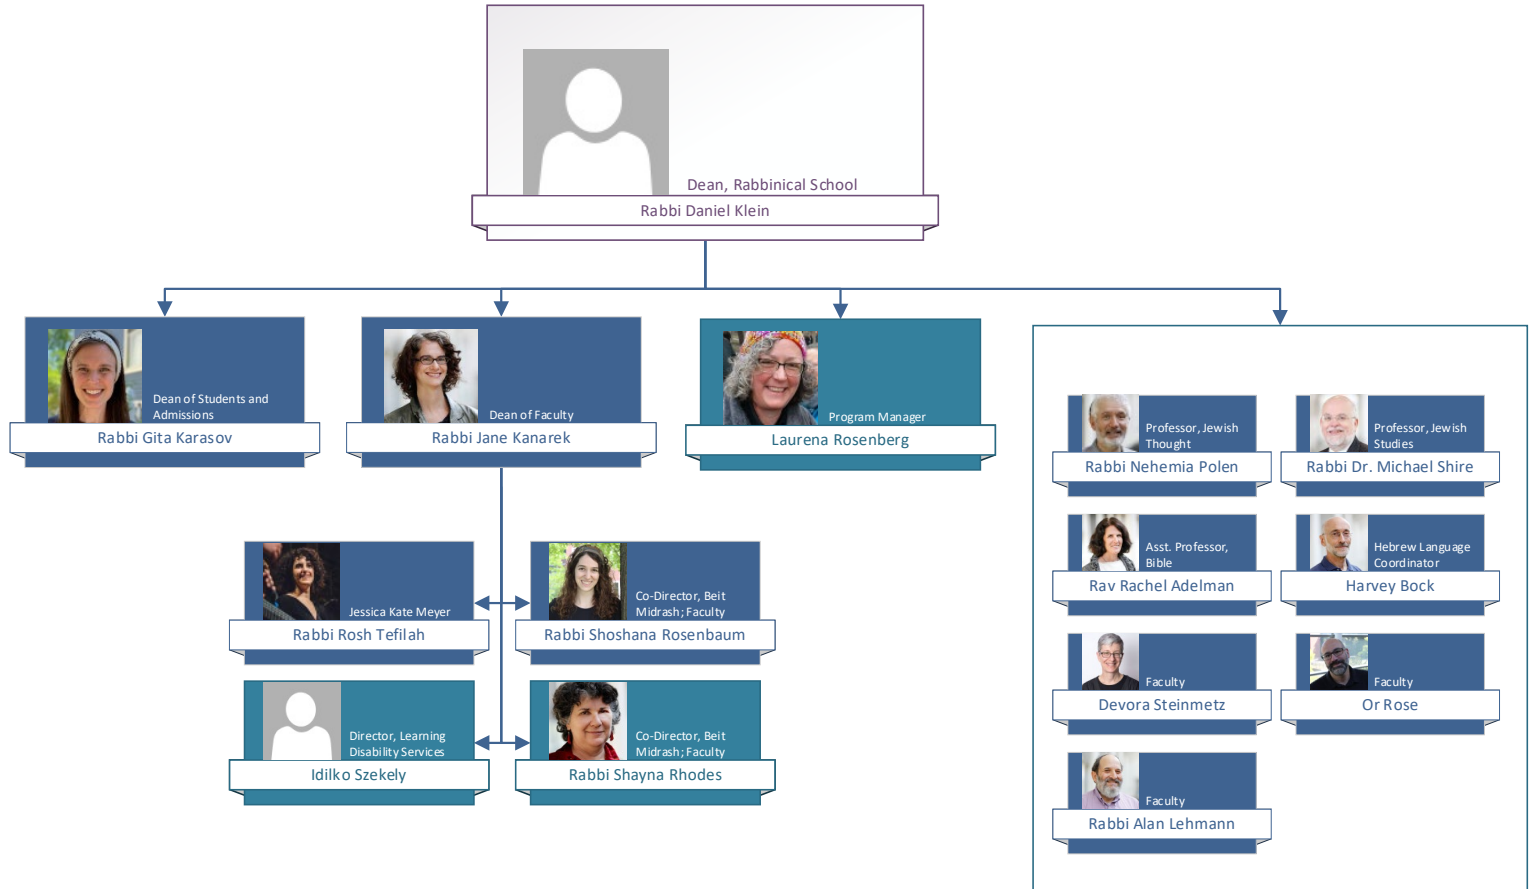 Dean, Rabbinical School
Rabbi Daniel Klein
Dean of Students and
Admissions
Rabbi Gita Karasov
Dean of Faculty
Rabbi Jane Kanarek
Program Manager
Laurena Rosenberg
Jessica Kate Meyer
Rabbi Rosh Tefilah
Co-Director, Beit
Midrash; Faculty
Rabbi Shoshana Rosenbaum
Director, Learning
Disability Services
Idilko Szekely
Co-Director, Beit
Midrash; Faculty
Rabbi Shayna Rhodes
Professor, Jewish
Thought
Rabbi Nehemia Polen
Professor, Jewish
Studies
Rabbi Dr. Michael Shire
Asst. Professor,
Bible
Rav Rachel Adelman
Hebrew Language
Coordinator
Harvey Bock
Faculty
Devora Steinmetz
Faculty
Or Rose
Faculty
Rabbi Alan Lehmann